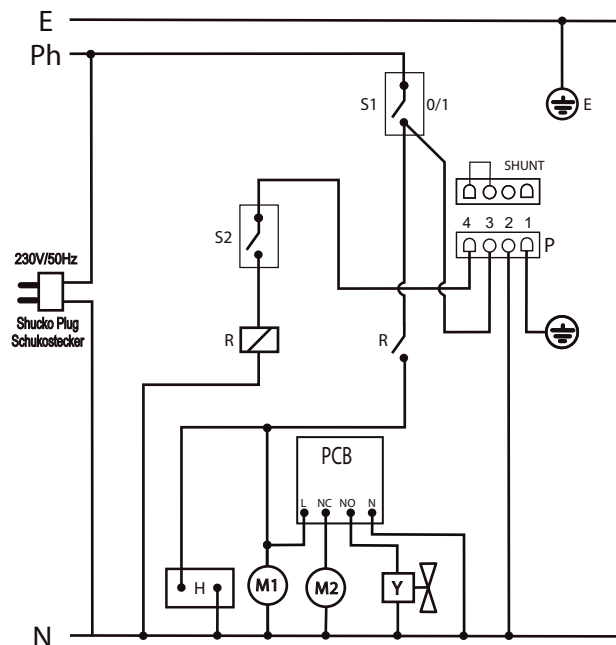 E
Ph
S1 0/1
E
SHUNT
4 3 2 1
P
S2
230V/50Hz
Shucko Plug
Schukostecker
R
R
PCB
L NC NO N
H
M1
M2
Y
N